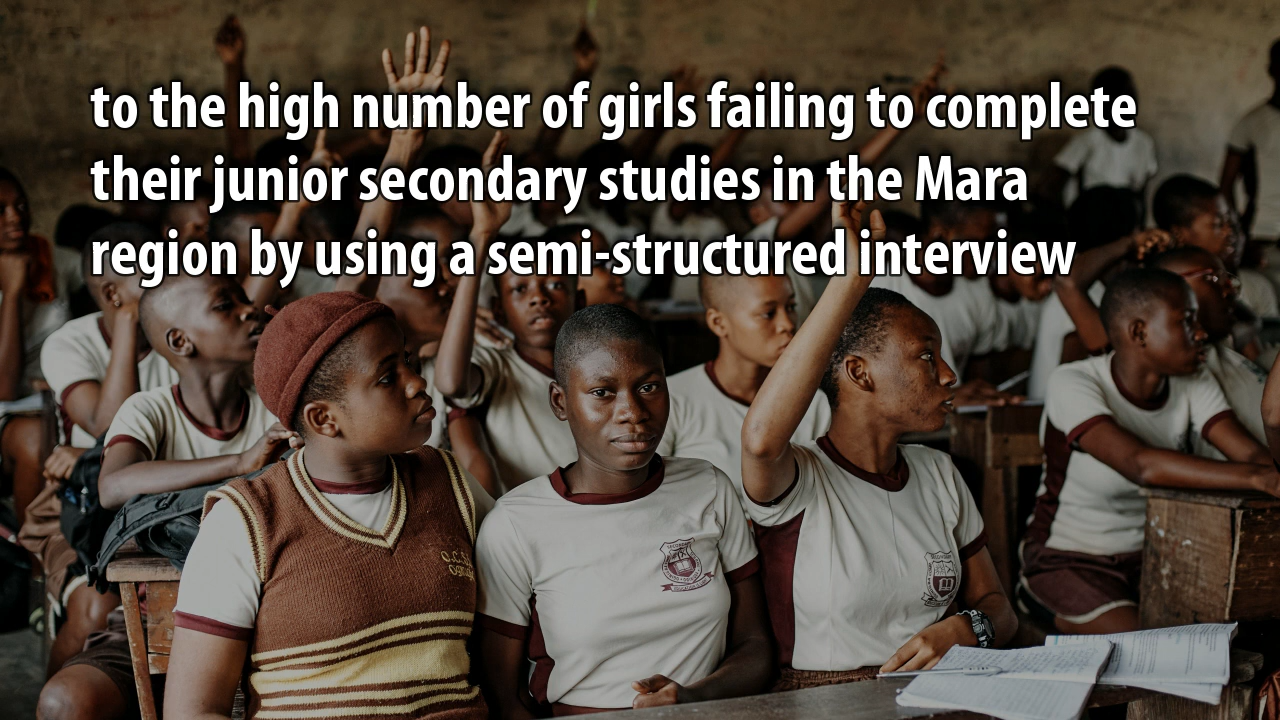 to the high number of girls failing to complete
their junior secondary studies in the Mara
region by using a semi-structured interview